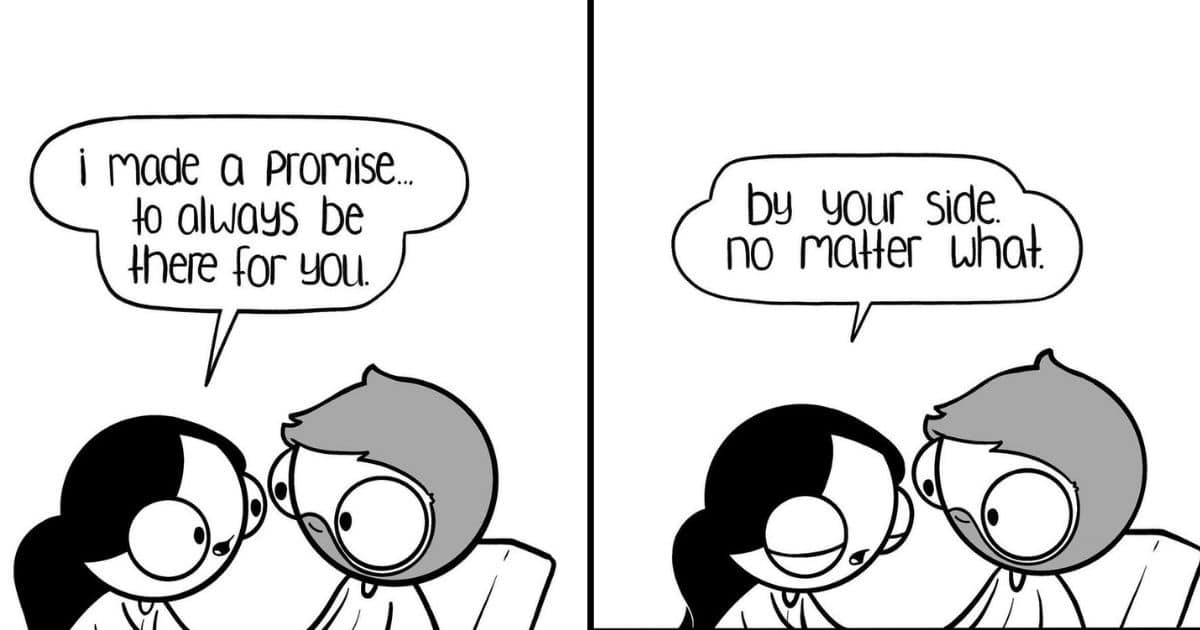 i made a promise...
to always be
there for you.
by your side.
no matter what.